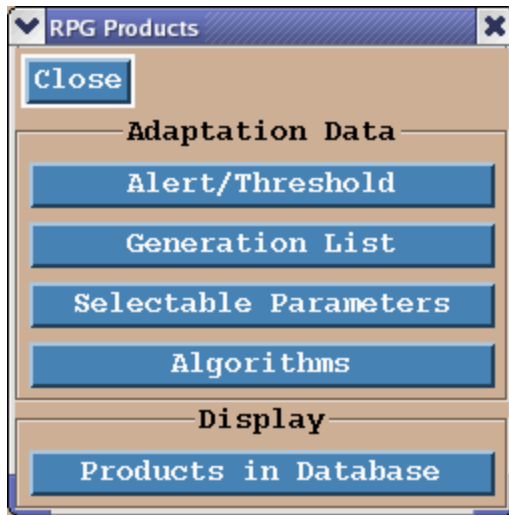 RPG Products
Close
Adaptation Data
Alert/Threshold
Generation List
Selectable Parameters
Algorithms
Display
Products in Database